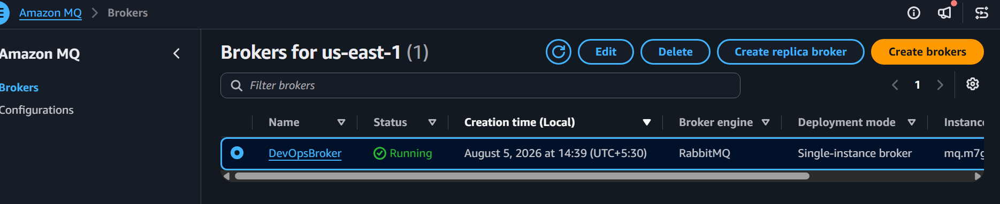 Amazon MQ > Brokers
Amazon MQ
Brokers
Configurations
Brokers for us-east-1 (1)
Edit
Delete
Create replica broker
Create brokers
Filter brokers
1
Name Status Creation time (Local) Broker engine Deployment mode Instanc
DevOpsBroker Running August 5, 2026 at 14:39 (UTC+5:30) RabbitMQ Single-instance broker mq.m7g